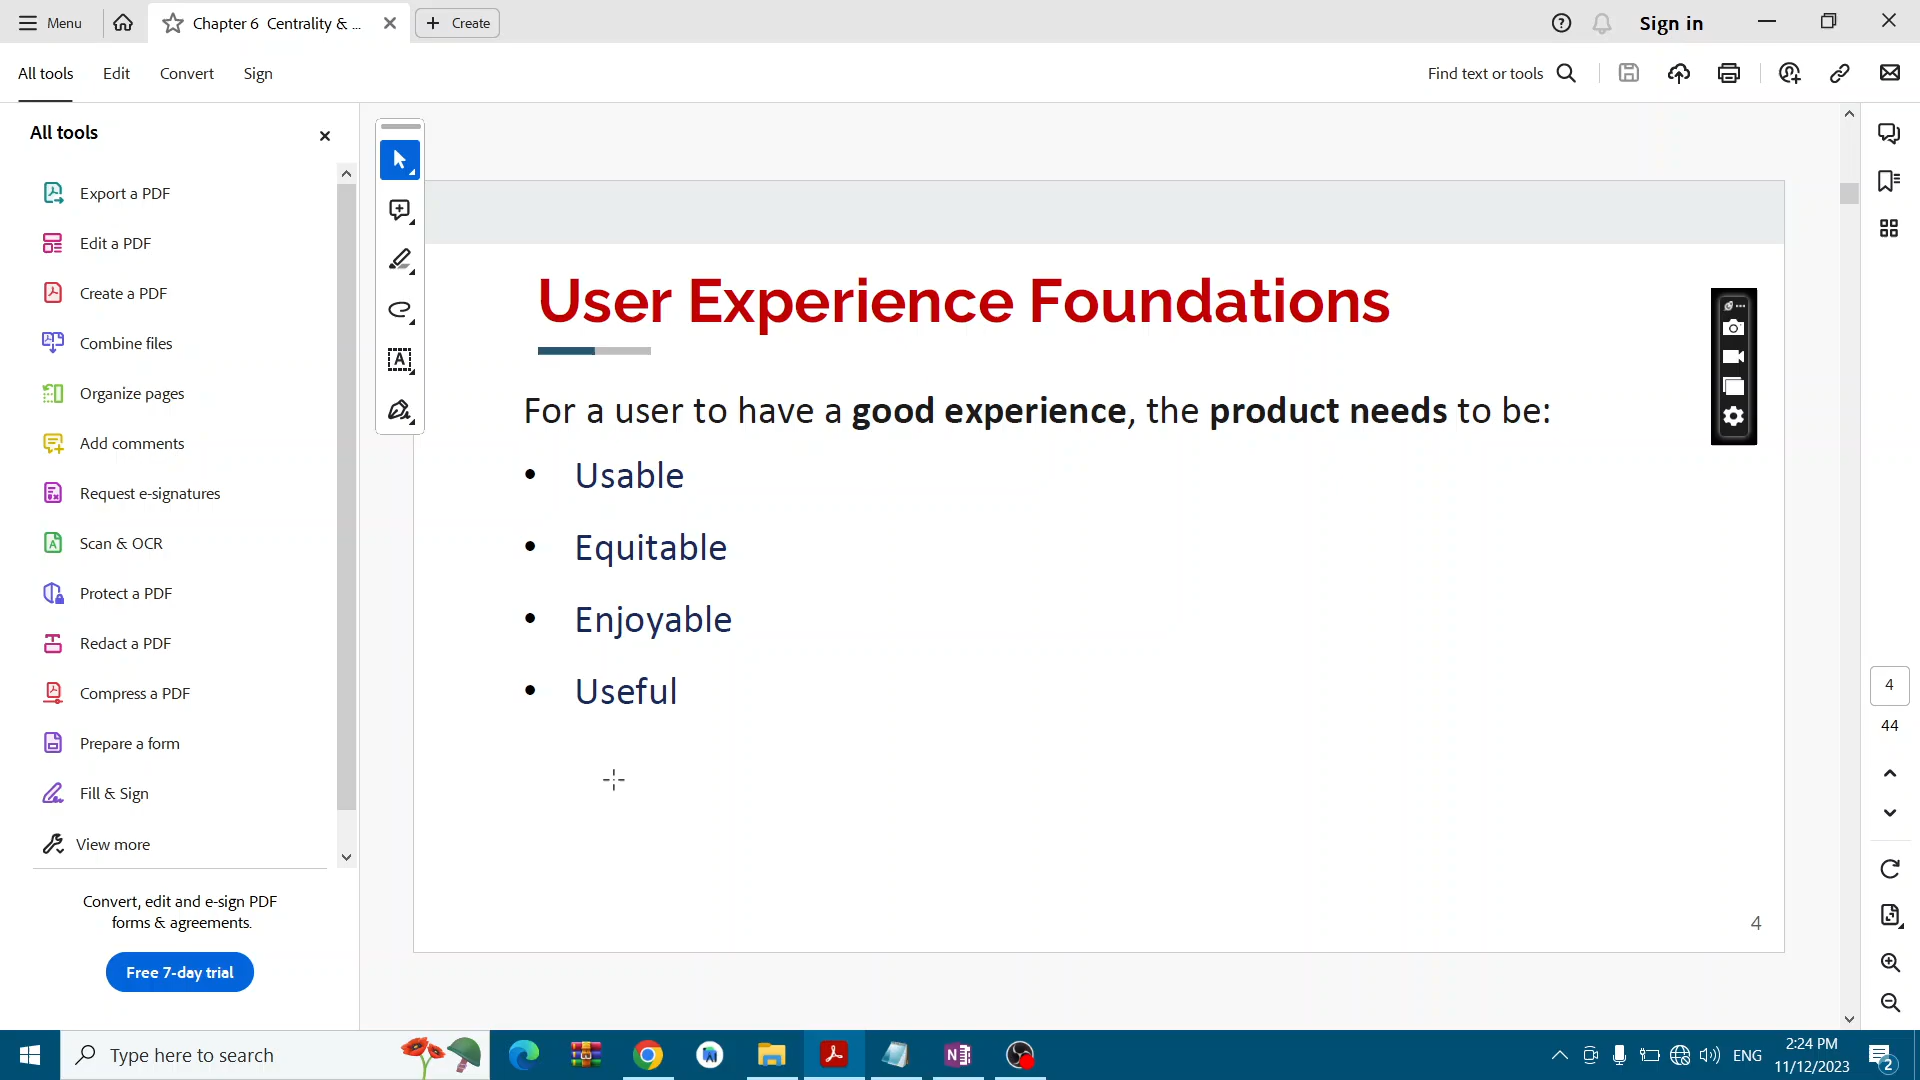 Menu
Chapter 6 Centrality & ...
Create
Sign in
All tools
Edit
Convert
Sign
Find text or tools
All tools
Export a PDF
Edit a PDF
Create a PDF
Combine files
Organize pages
Add comments
Request e-signatures
Scan & OCR
Protect a PDF
Redact a PDF
Compress a PDF
Prepare a form
Fill & Sign
View more
Convert, edit and e-sign PDF
forms & agreements.
Free 7-day trial
User Experience Foundations
For a user to have a good experience, the product needs to be:
• Usable
• Equitable
• Enjoyable
• Useful
4
4
44
Type here to search
ENG
2:24 PM
11/12/2023
2